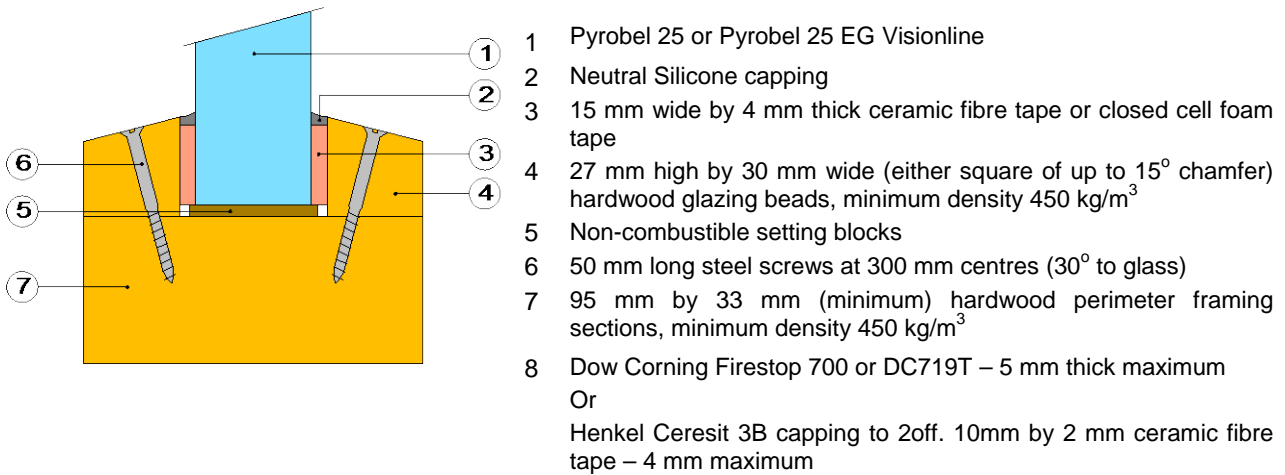 1
2
3
4
5
6
7
1 Pyrobel 25 or Pyrobel 25 EG Visionline
2 Neutral Silicone capping
3 15 mm wide by 4 mm thick ceramic fibre tape or closed cell foam
tape
4 27 mm high by 30 mm wide (either square of up to 15° chamfer)
hardwood glazing beads, minimum density 450 kg/m³
5 Non-combustible setting blocks
6 50 mm long steel screws at 300 mm centres (30° to glass)
7 95 mm by 33 mm (minimum) hardwood perimeter framing
sections, minimum density 450 kg/m³
8 Dow Corning Firestop 700 or DC719T – 5 mm thick maximum
Or
Henkel Ceresit 3B capping to 2off. 10mm by 2 mm ceramic fibre
tape – 4 mm maximum